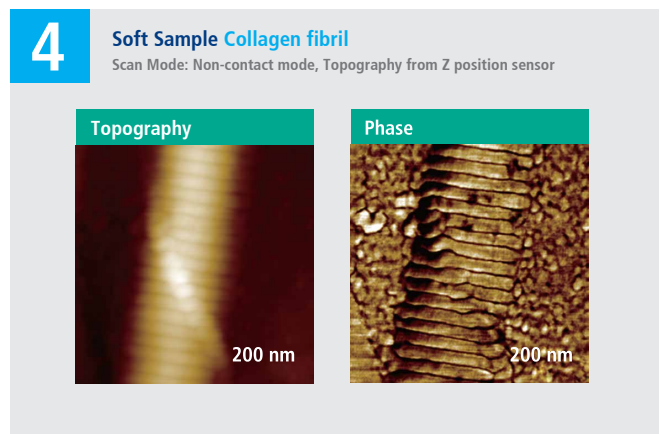 4
Soft Sample Collagen fibril
Scan Mode: Non-contact mode, Topography from Z position sensor
Topography
Phase
200 nm
200 nm